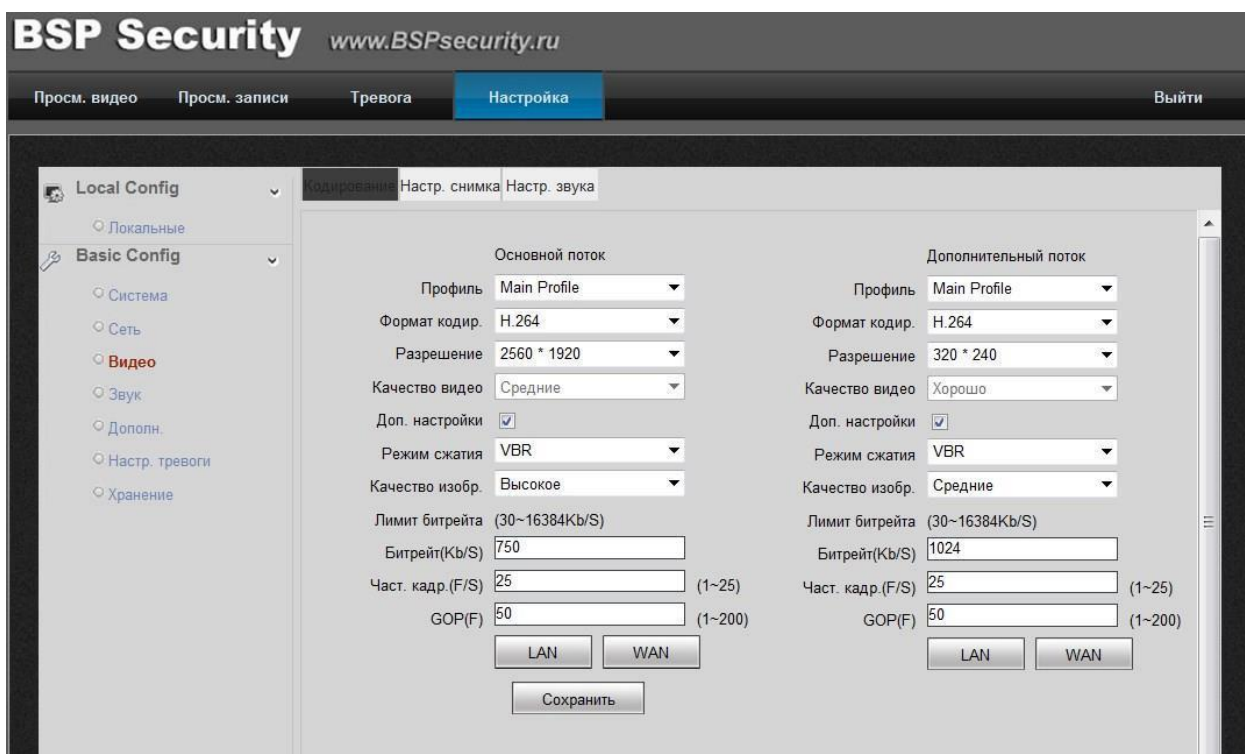 BSP Security www.BSPsecurity.ru
Просм. видео Просм. записи Тревога Настройка Выйти
Local Config
Локальные
Basic Config
Система
Сеть
Видео
Звук
Дополн.
Настр. тревоги
Хранение
Кодирование Настр. снимка Настр. звука
Основной поток Дополнительный поток
Профиль Main Profile Профиль Main Profile
Формат кодир. H.264 Формат кодир. H.264
Разрешение 2560 * 1920 Разрешение 320 * 240
Качество видео Средние Качество видео Хорошо
Доп. настройки Доп. настройки
Режим сжатия VBR Режим сжатия VBR
Качество изобр. Высокое Качество изобр. Средние
Лимит битрейта (30~16384Kb/S) Лимит битрейта (30~16384Kb/S)
Битрейт(Kb/S) 750 Битрейт(Kb/S) 1024
Част. кадр.(F/S) 25 (1~25) Част. кадр.(F/S) 25 (1~25)
GOP(F) 50 (1~200) GOP(F) 50 (1~200)
LAN WAN LAN WAN
Сохранить